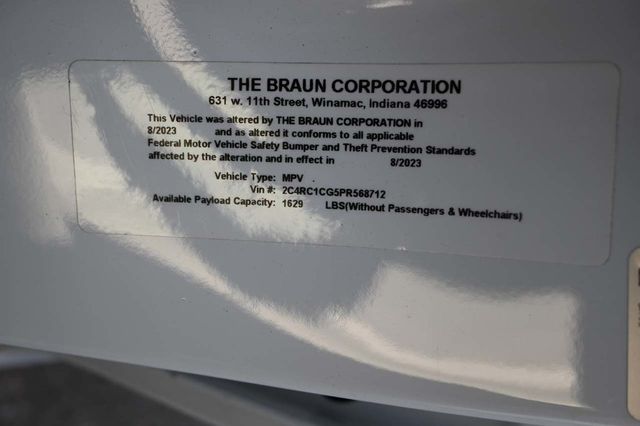 THE BRAUN CORPORATION
631 w. 11th Street, Winamac, Indiana 46996
This Vehicle was altered by THE BRAUN CORPORATION in
8/2023 and as altered it conforms to all applicable
Federal Motor Vehicle Safety Bumper and Theft Prevention Standards
affected by the alteration and in effect in 8/2023
Vehicle Type: MPV
Vin #: 2C4RC1CG5PR568712
Available Payload Capacity: 1629 LBS(Without Passengers & Wheelchairs)